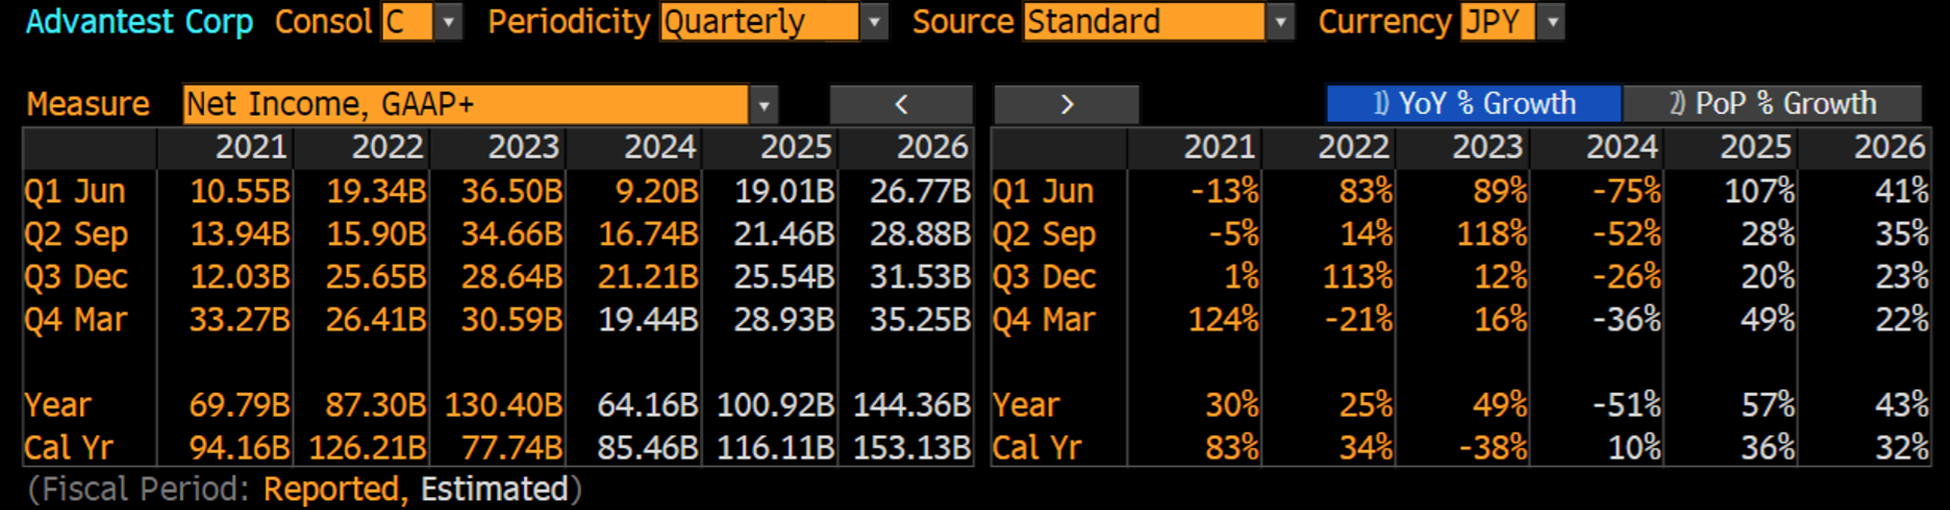 Advantest Corp Consol C Periodicity Quarterly Source Standard Currency JPY
Measure Net Income, GAAP+ < > 1) YoY % Growth 2) PoP % Growth
2021 2022 2023 2024 2025 2026 2021 2022 2023 2024 2025 2026
Q1 Jun 10.55B 19.34B 36.50B 9.20B 19.01B 26.77B Q1 Jun -13% 83% 89% -75% 107% 41%
Q2 Sep 13.94B 15.90B 34.66B 16.74B 21.46B 28.88B Q2 Sep -5% 14% 118% -52% 28% 35%
Q3 Dec 12.03B 25.65B 28.64B 21.21B 25.54B 31.53B Q3 Dec 1% 113% 12% -26% 20% 23%
Q4 Mar 33.27B 26.41B 30.59B 19.44B 28.93B 35.25B Q4 Mar 124% -21% 16% -36% 49% 22%
Year 69.79B 87.30B 130.40B 64.16B 100.92B 144.36B Year 30% 25% 49% -51% 57% 43%
Cal Yr 94.16B 126.21B 77.74B 85.46B 116.11B 153.13B Cal Yr 83% 34% -38% 10% 36% 32%
(Fiscal Period: Reported, Estimated)